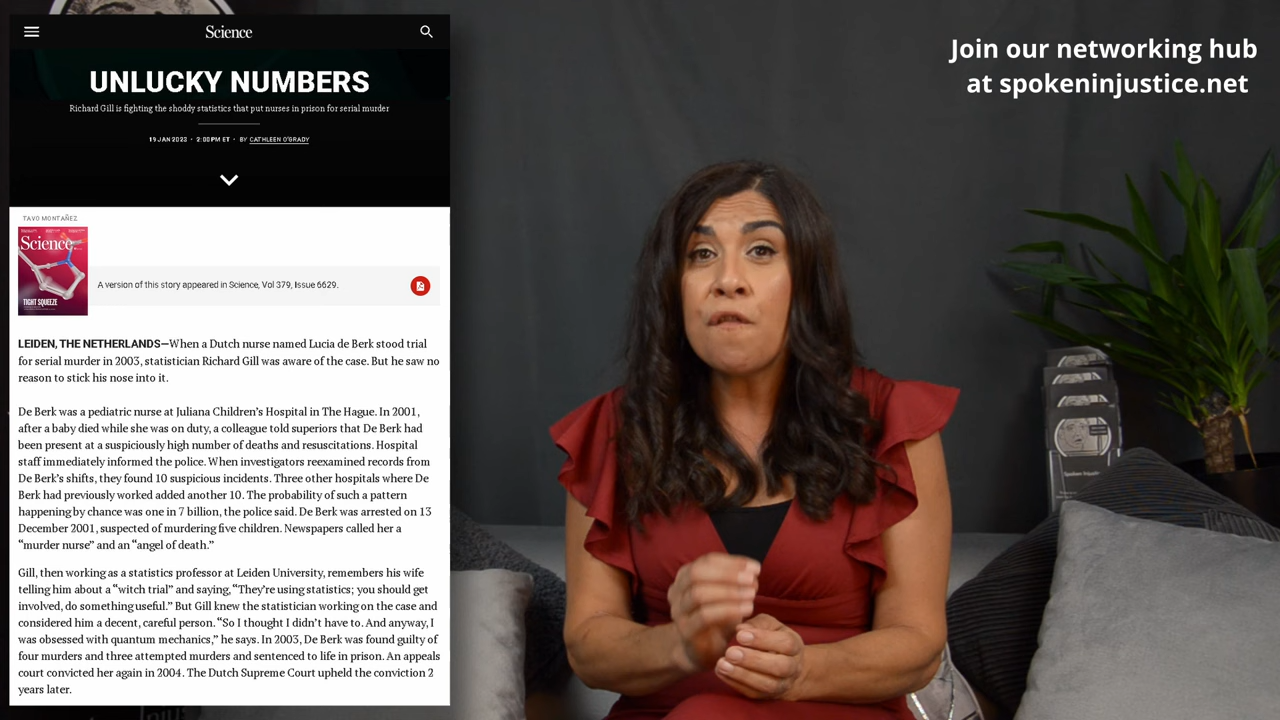 Science
UNLUCKY NUMBERS
Richard Gill is fighting the shoddy statistics that put nurses in prison for serial murder
19 JAN 2023 · 2:00 PM ET · BY CATHLEEN O'GRADY
TAVO MONTAÑEZ
Science
TIGHT SQUEEZE
A version of this story appeared in Science, Vol 379, Issue 6629.
LEIDEN, THE NETHERLANDS—When a Dutch nurse named Lucia de Berk stood trial
for serial murder in 2003, statistician Richard Gill was aware of the case. But he saw no
reason to stick his nose into it.
De Berk was a pediatric nurse at Juliana Children's Hospital in The Hague. In 2001,
after a baby died while she was on duty, a colleague told superiors that De Berk had
been present at a suspiciously high number of deaths and resuscitations. Hospital
staff immediately informed the police. When investigators reexamined records from
De Berk's shifts, they found 10 suspicious incidents. Three other hospitals where De
Berk had previously worked added another 10. The probability of such a pattern
happening by chance was one in 7 billion, the police said. De Berk was arrested on 13
December 2001, suspected of murdering five children. Newspapers called her a
“murder nurse” and an “angel of death.”
Gill, then working as a statistics professor at Leiden University, remembers his wife
telling him about a “witch trial” and saying, “They're using statistics; you should get
involved, do something useful.” But Gill knew the statistician working on the case and
considered him a decent, careful person. “So I thought I didn't have to. And anyway, I
was obsessed with quantum mechanics,” he says. In 2003, De Berk was found guilty of
four murders and three attempted murders and sentenced to life in prison. An appeals
court convicted her again in 2004. The Dutch Supreme Court upheld the conviction 2
years later.
Join our networking hub
at spokeninjustice.net
Spoken Injustice